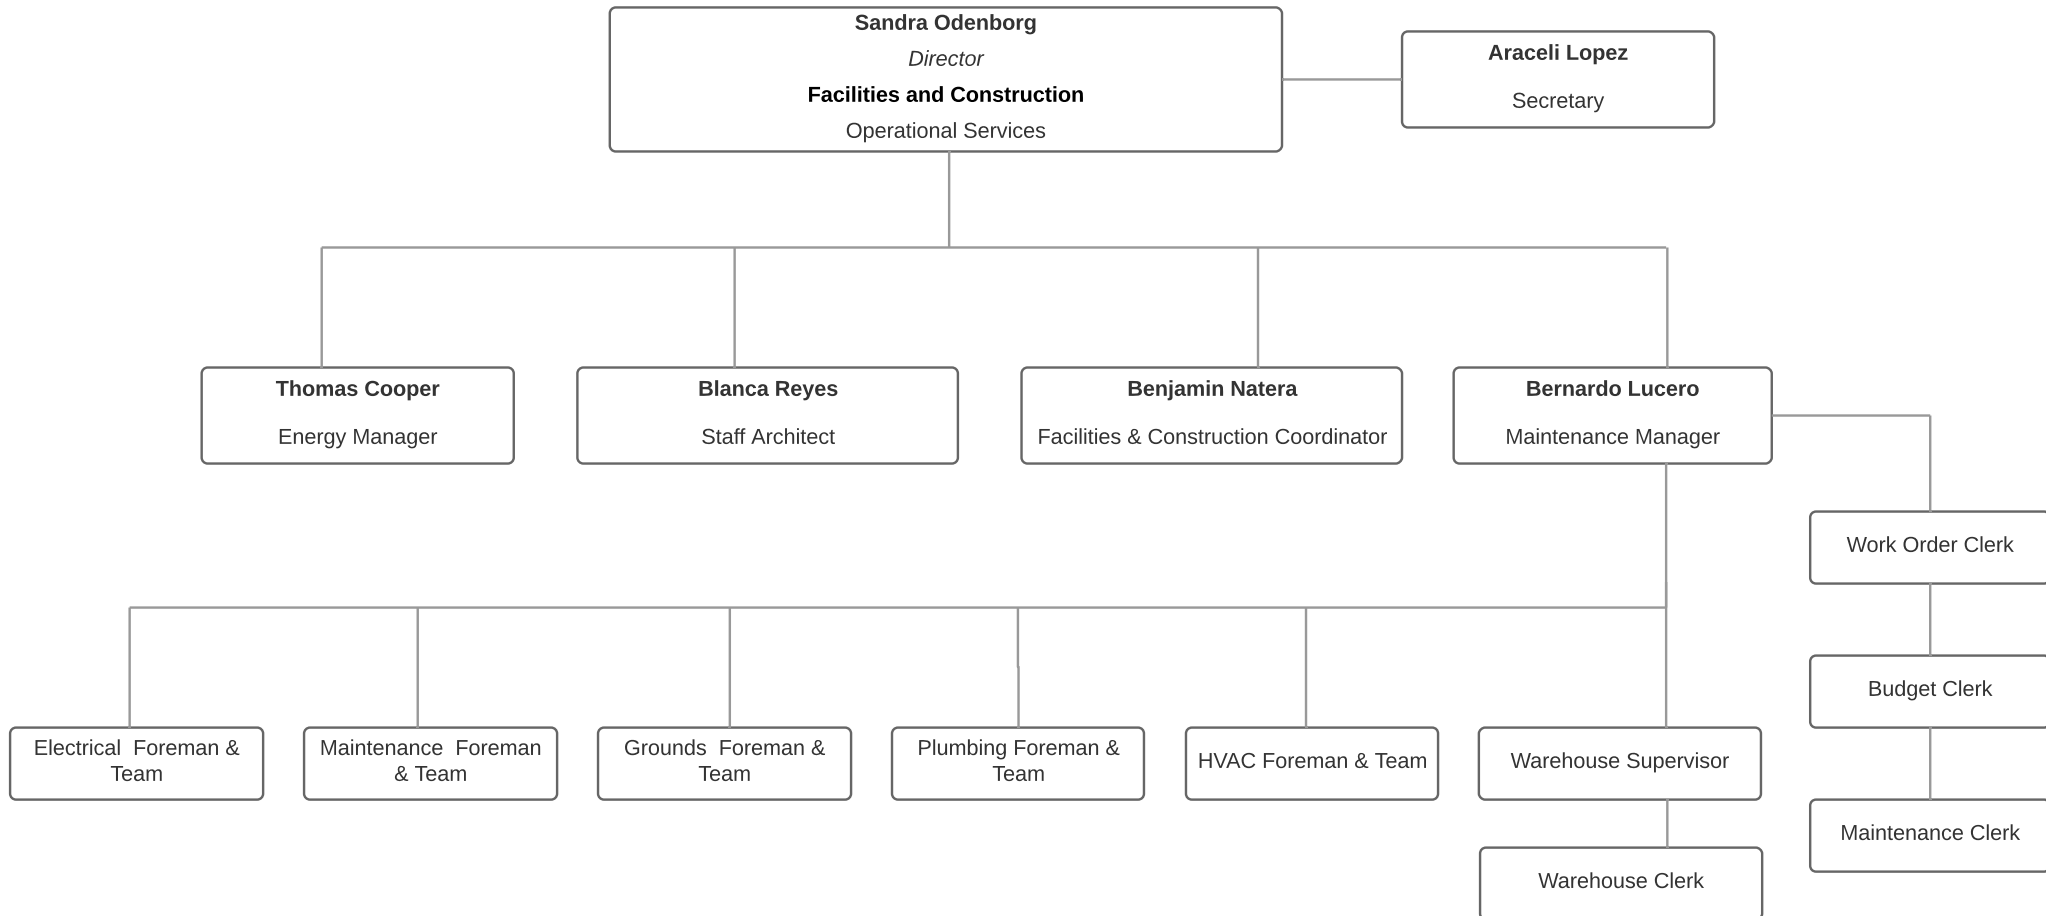 Sandra Odenborg
Director
Facilities and Construction
Operational Services
Araceli Lopez
Secretary
Thomas Cooper
Energy Manager
Blanca Reyes
Staff Architect
Benjamin Natera
Facilities & Construction Coordinator
Bernardo Lucero
Maintenance Manager
Work Order Clerk
Budget Clerk
Maintenance Clerk
Electrical  Foreman &
Team
Maintenance  Foreman
& Team
Grounds  Foreman &
Team
Plumbing Foreman &
Team
HVAC Foreman & Team
Warehouse Supervisor
Warehouse Clerk